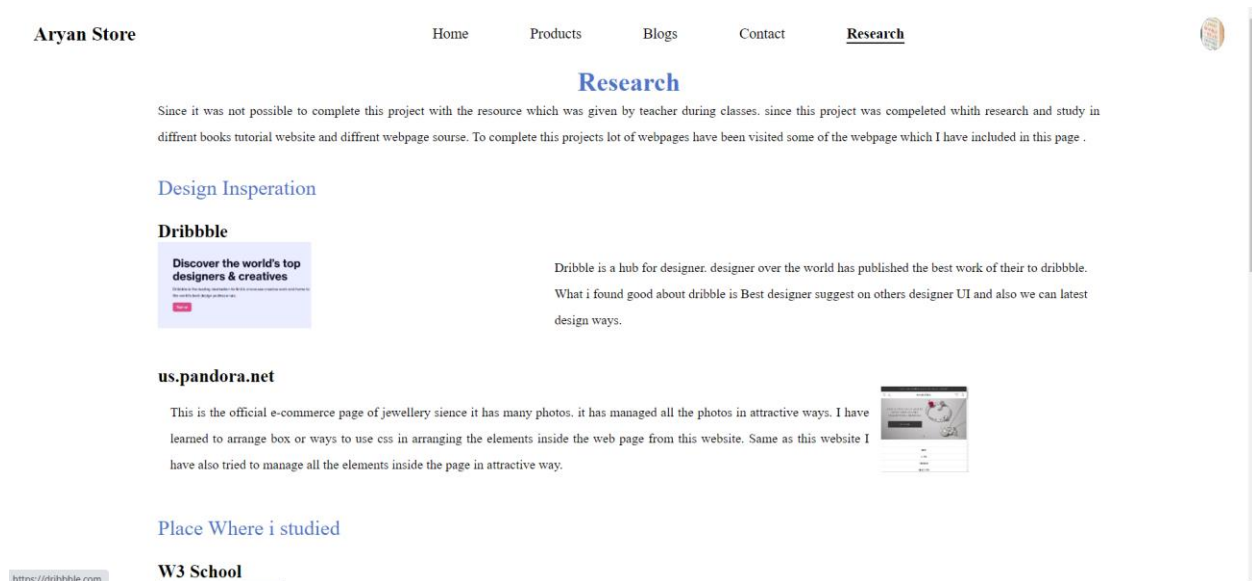 Aryan Store
Home Products Blogs Contact Research
Research
Since it was not possible to complete this project with the resource which was given by teacher during classes. since this project was compeleted whith research and study in
diffrent books tutorial website and diffrent webpage sourse. To complete this projects lot of webpages have been visited some of the webpage which I have included in this page .
Design Insperation
Dribbble
Discover the world's top
designers & creatives
Dribble is a hub for designer. designer over the world has published the best work of their to dribbble.
What i found good about dribble is Best designer suggest on others designer UI and also we can latest
design ways.
us.pandora.net
This is the official e-commerce page of jewellery sience it has many photos. it has managed all the photos in attractive ways. I have
learned to arrange box or ways to use css in arranging the elements inside the web page from this website. Same as this website I
have also tried to manage all the elements inside the page in attractive way.
Place Where i studied
W3 School
https://dribbble.com